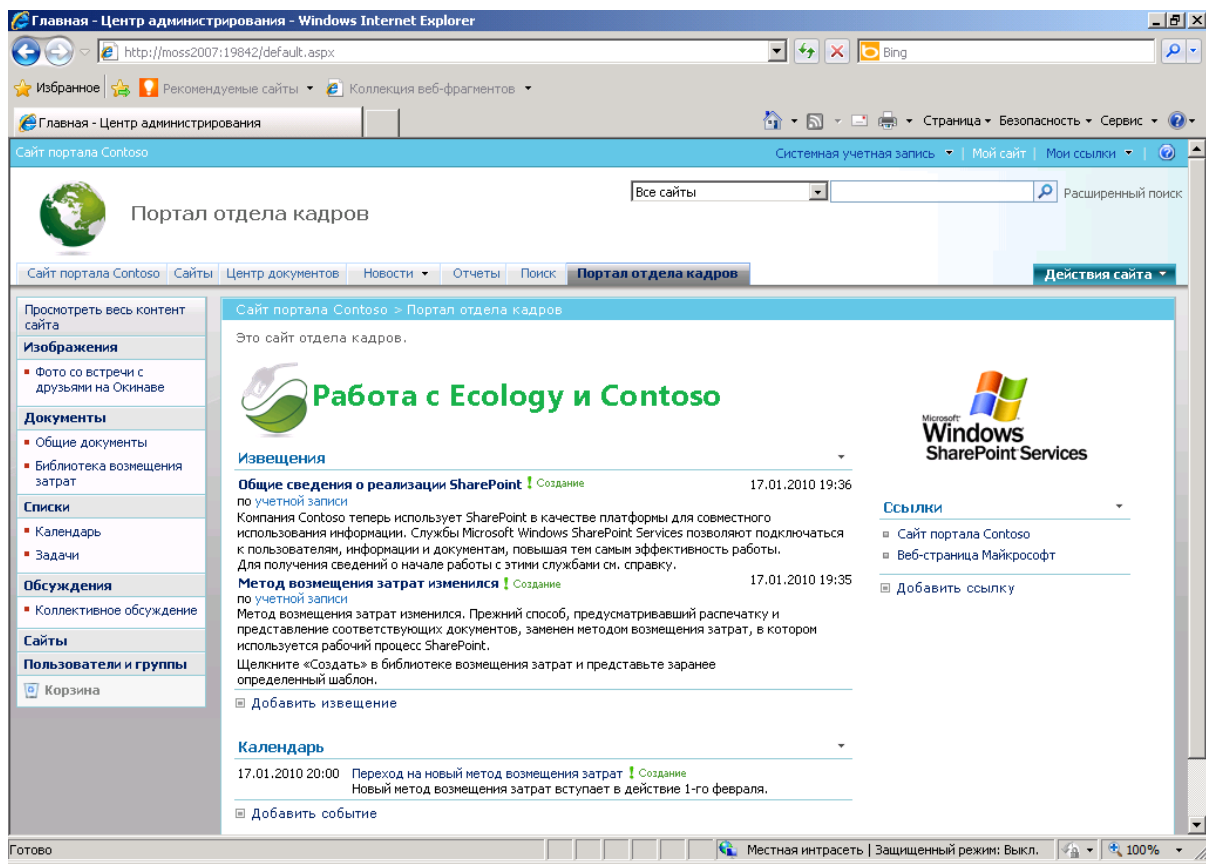 Главная - Центр администрирования - Windows Internet Explorer
http://moss2007:19842/default.aspx
Bing
Избранное
Рекомендуемые сайты
Коллекция веб-фрагментов
Главная - Центр администрирования
Страница
Безопасность
Сервис
Сайт портала Contoso
Системная учетная запись
Мой сайт
Мои ссылки
Портал отдела кадров
Все сайты
Расширенный поиск
Сайт портала Contoso
Сайты
Центр документов
Новости
Отчеты
Поиск
Портал отдела кадров
Действия сайта
Просмотреть весь контент
сайта
Изображения
Фото со встречи с
друзьями на Окинаве
Документы
Общие документы
Библиотека возмещения
затрат
Списки
Календарь
Задачи
Обсуждения
Коллективное обсуждение
Сайты
Пользователи и группы
Корзина
Сайт портала Contoso > Портал отдела кадров
Это сайт отдела кадров.
Работа с Ecology и Contoso
Извещения
Общие сведения о реализации SharePoint ! Создание 17.01.2010 19:36
по учетной записи
Компания Contoso теперь использует SharePoint в качестве платформы для совместного
использования информации. Службы Microsoft Windows SharePoint Services позволяют подключаться
к пользователям, информации и документам, повышая тем самым эффективность работы.
Для получения сведений о начале работы с этими службами см. справку.
Метод возмещения затрат изменился ! Создание 17.01.2010 19:35
по учетной записи
Метод возмещения затрат изменился. Прежний способ, предусматривавший распечатку и
представление соответствующих документов, заменен методом возмещения затрат, в котором
используется рабочий процесс SharePoint.
Щелкните «Создать» в библиотеке возмещения затрат и представьте заранее
определенный шаблон.
Добавить извещение
Календарь
17.01.2010 20:00 Переход на новый метод возмещения затрат ! Создание
Новый метод возмещения затрат вступает в действие 1-го февраля.
Добавить событие
Microsoft
Windows
SharePoint Services
Ссылки
Сайт портала Contoso
Веб-страница Майкрософт
Добавить ссылку
Готово
Местная интрасеть | Защищенный режим: Выкл.
100%